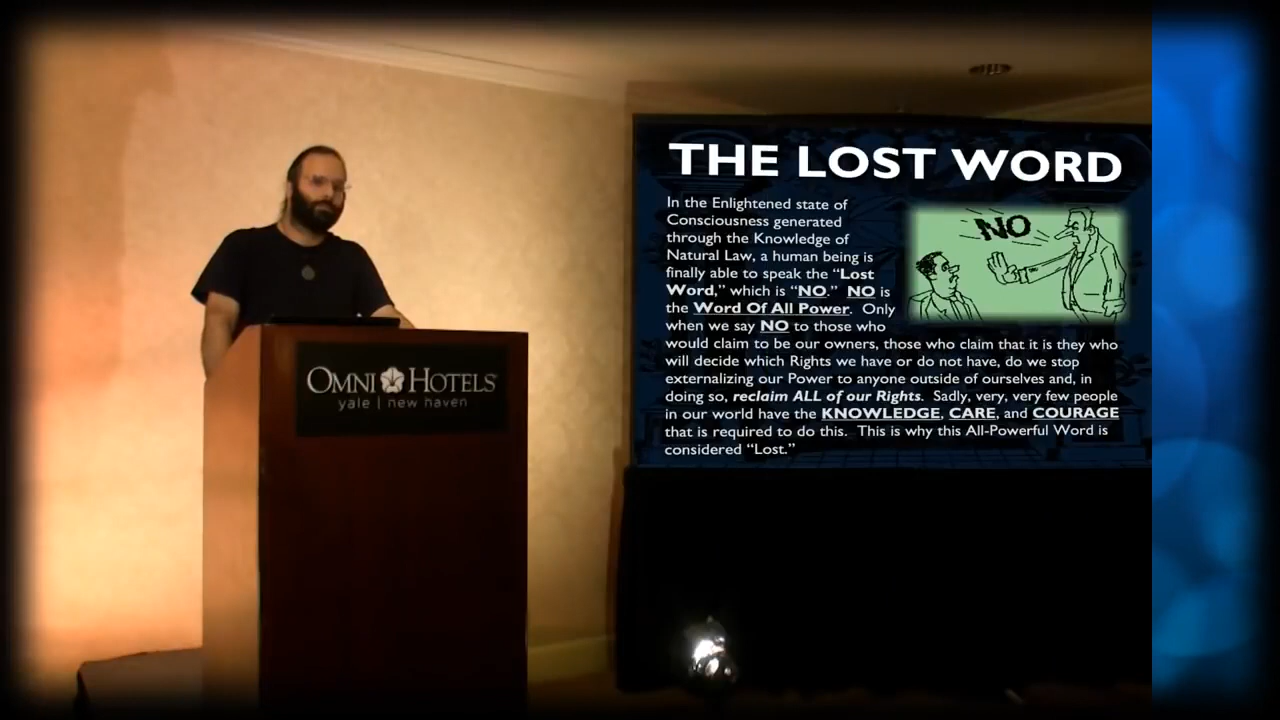 THE LOST WORD
In the Enlightened state of
Consciousness generated
through the Knowledge of
Natural Law, a human being is
finally able to speak the “Lost
Word,” which is “NO.” NO is
the Word Of All Power. Only
when we say NO to those who
would claim to be our owners, those who claim that it is they who
will decide which Rights we have or do not have, do we stop
externalizing our Power to anyone outside of ourselves and, in
doing so, reclaim ALL of our Rights. Sadly, very, very few people
in our world have the KNOWLEDGE, CARE, and COURAGE
that is required to do this. This is why this All-Powerful Word is
considered “Lost.”
NO
OMNI HOTELS
yale | new haven